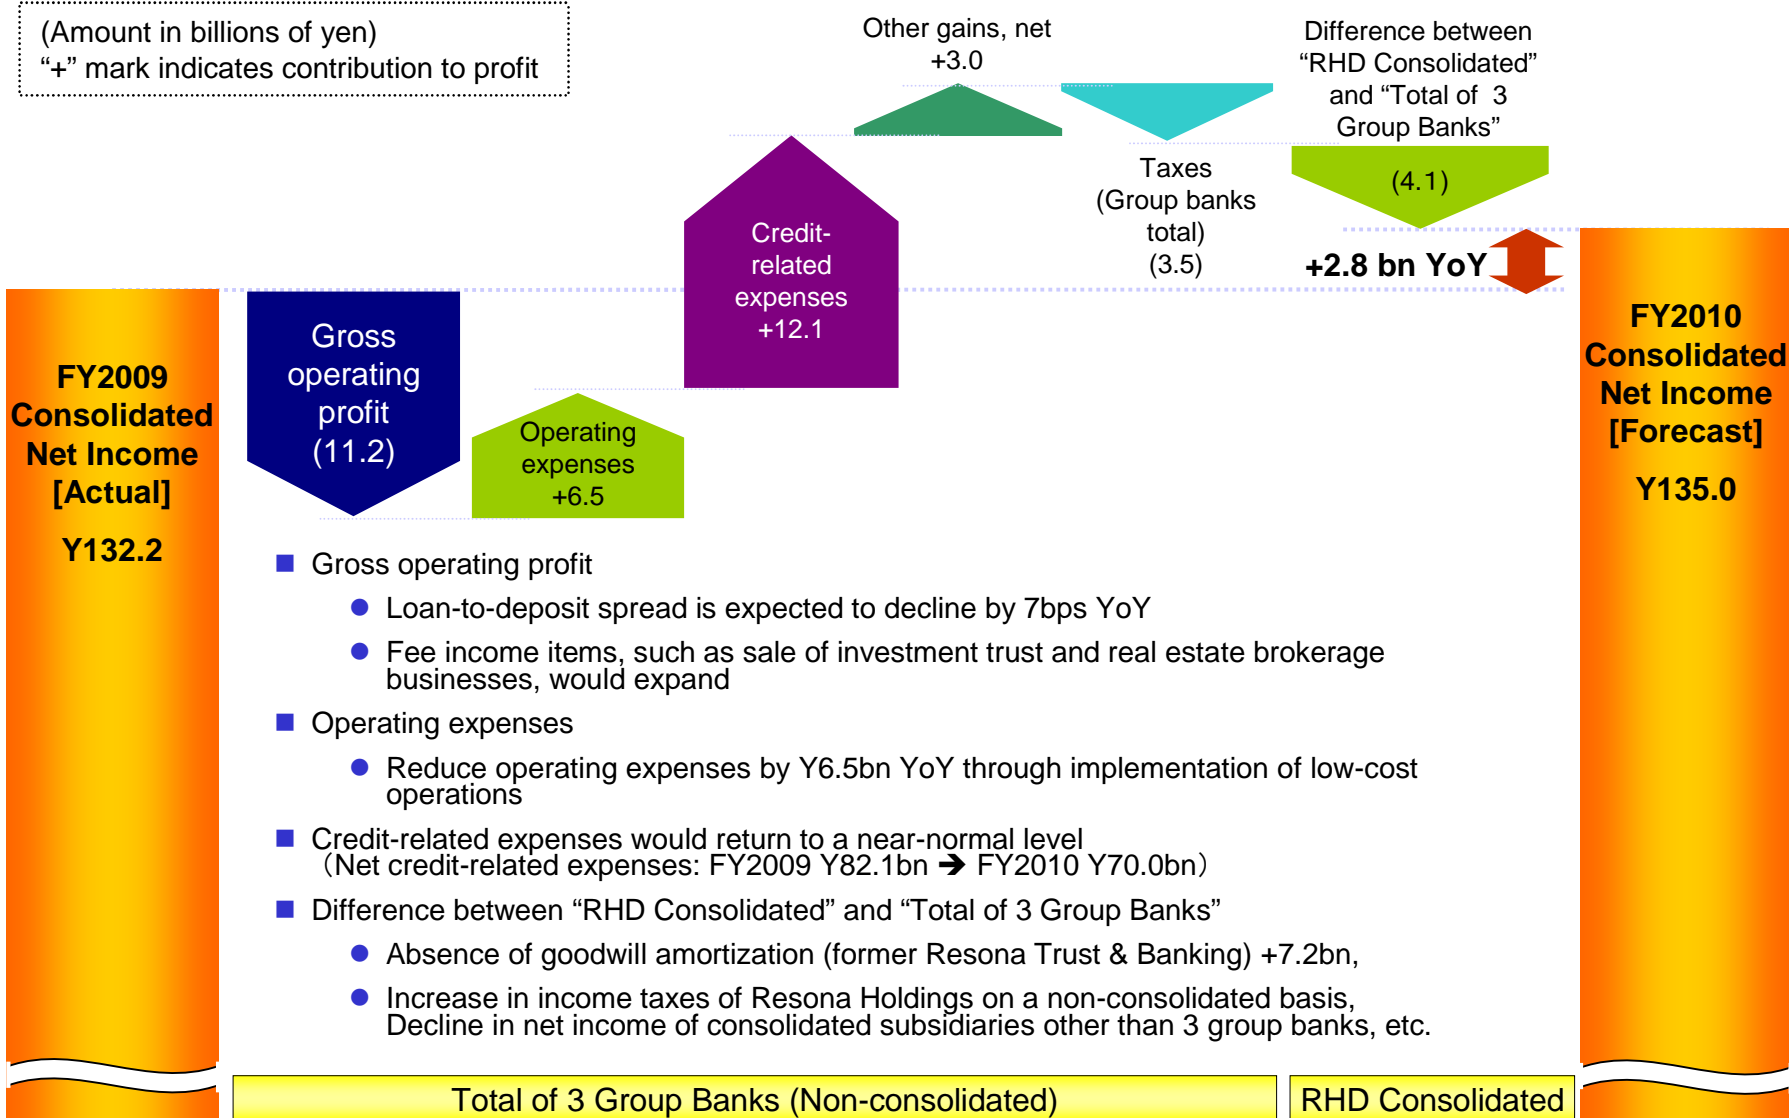 (Amount in billions of yen)
“+” mark indicates contribution to profit
Other gains, net
+3.0
Difference between
“RHD Consolidated”
and “Total of 3
Group Banks”
(4.1)
Taxes
(Group banks
total)
(3.5)
Credit-
related
expenses
+12.1
+2.8 bn YoY
Gross
operating
profit
(11.2)
Operating
expenses
+6.5
FY2009
Consolidated
Net Income
[Actual]
Y132.2
FY2010
Consolidated
Net Income
[Forecast]
Y135.0
■ Gross operating profit
● Loan-to-deposit spread is expected to decline by 7bps YoY
● Fee income items, such as sale of investment trust and real estate brokerage
businesses, would expand
■ Operating expenses
● Reduce operating expenses by Y6.5bn YoY through implementation of low-cost
operations
■ Credit-related expenses would return to a near-normal level
（Net credit-related expenses: FY2009 Y82.1bn ➔ FY2010 Y70.0bn）
■ Difference between “RHD Consolidated” and “Total of 3 Group Banks”
● Absence of goodwill amortization (former Resona Trust & Banking) +7.2bn,
● Increase in income taxes of Resona Holdings on a non-consolidated basis,
Decline in net income of consolidated subsidiaries other than 3 group banks, etc.
Total of 3 Group Banks (Non-consolidated)
RHD Consolidated